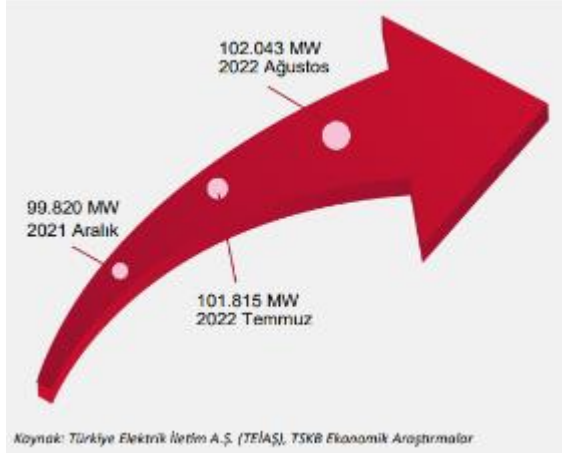 102.043 MW
2022 Ağustos
99.820 MW
2021 Aralık
101.815 MW
2022 Temmuz
Kaynak: Türkiye Elektrik İletim A.Ş. (TEİAŞ), TSKB Ekonomik Araştırmalar